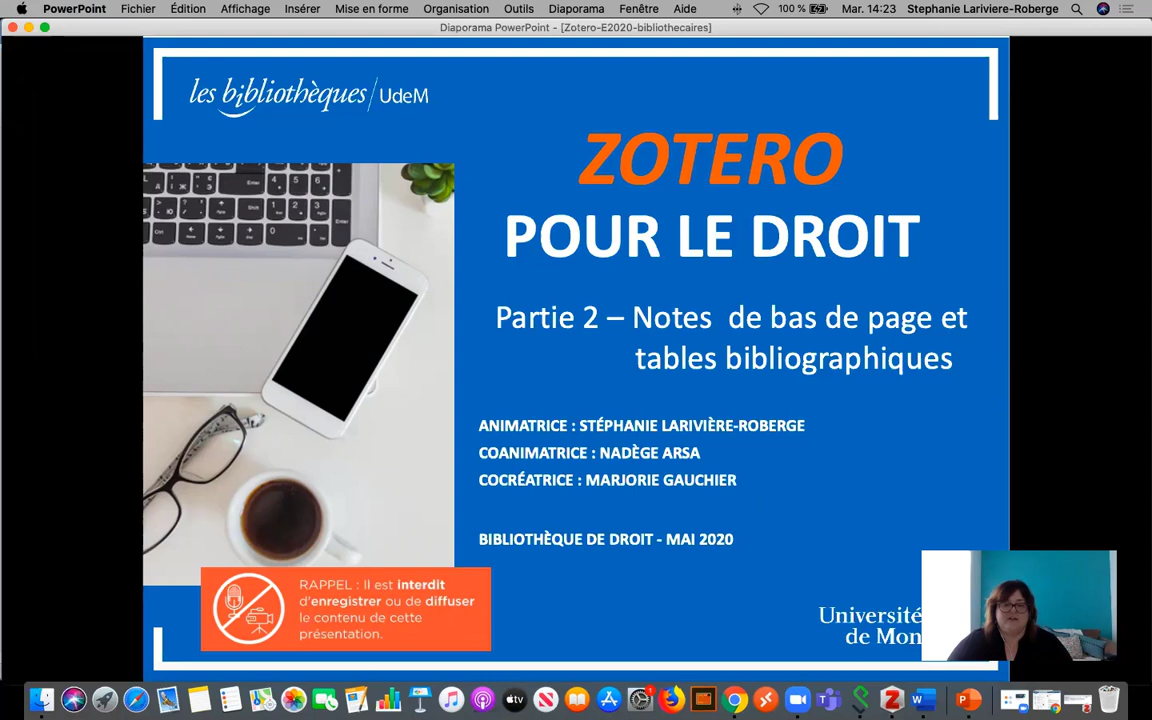 PowerPoint Fichier Édition Affichage Insérer Mise en forme Organisation Outils Diaporama Fenêtre Aide 100 % Mar. 14:23 Stephanie Lariviere-Roberge
Diaporama PowerPoint - [Zotero-E2020-bibliothecaires]
les bibliothèques/UdeM
ZOTERO
POUR LE DROIT
Partie 2 – Notes de bas de page et
tables bibliographiques
ANIMATRICE : STÉPHANIE LARIVIÈRE-ROBERGE
COANIMATRICE : NADÈGE ARSA
COCRÉATRICE : MARJORIE GAUCHIER
BIBLIOTHÈQUE DE DROIT - MAI 2020
RAPPEL : Il est interdit
d'enregistrer ou de diffuser
le contenu de cette
présentation.
Université
de Mon